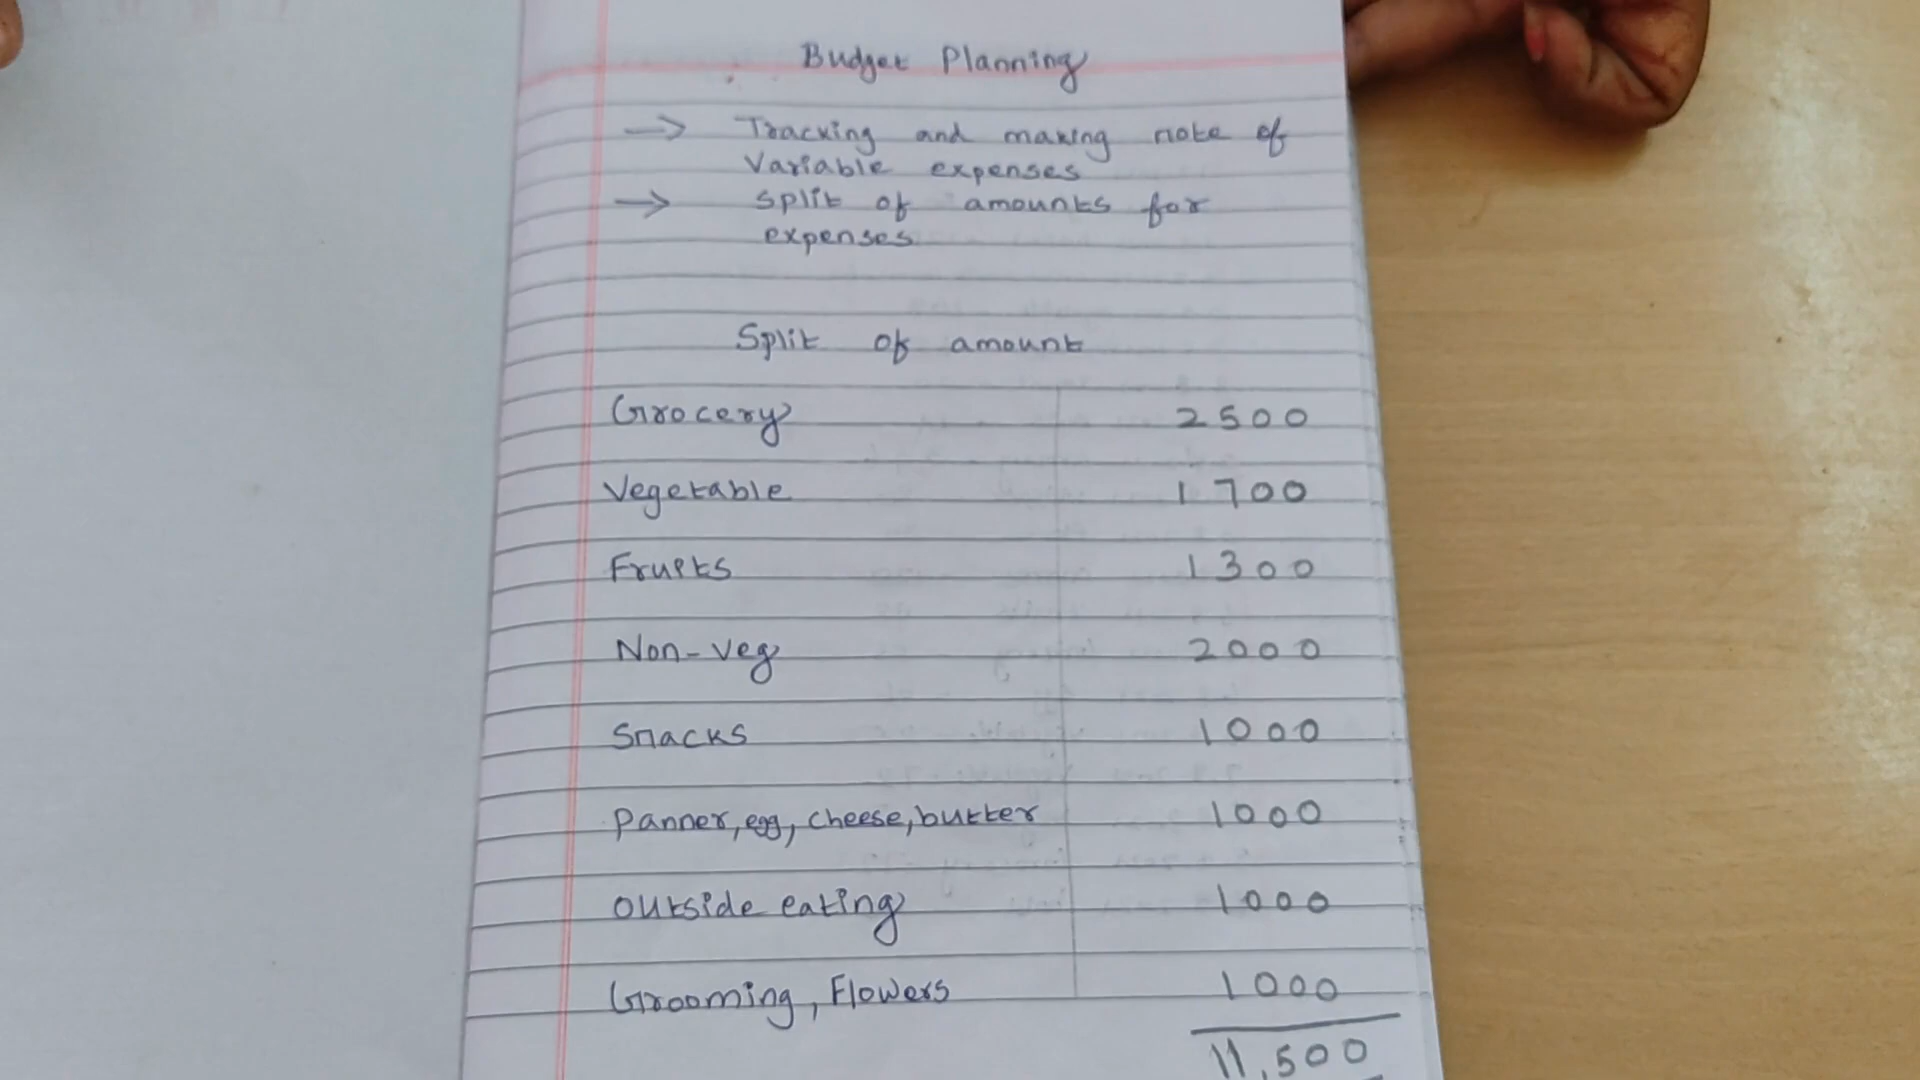 Budget Planning
→ Tracking and making note of
Variable expenses
→ Split of amounts for
expenses
Split of amount
Grocery 2500
Vegetable 1700
Fruits 1300
Non-veg 2000
Snacks 1000
Panner, egg, cheese, butter 1000
Outside eating 1000
Grooming, Flowers 1000
11,500